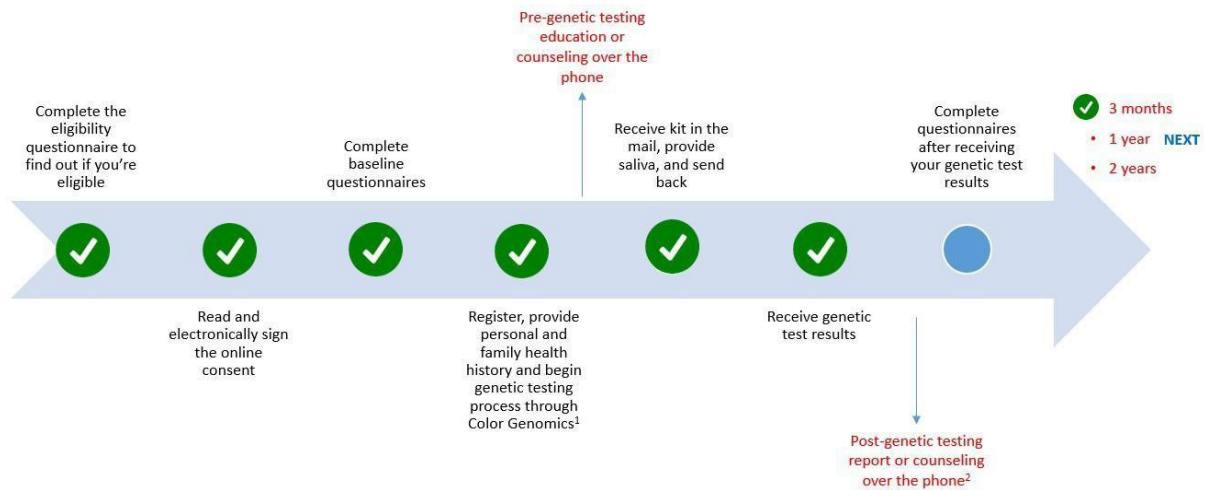 Pre-genetic testing
education or
counseling over the
phone
Complete the
eligibility
questionnaire to
find out if you're
eligible
Complete
baseline
questionnaires
Receive kit in the
mail, provide
saliva, and send
back
Complete
questionnaires
after receiving
your genetic test
results
3 months
• 1 year NEXT
• 2 years
Read and
electronically sign
the online
consent
Register, provide
personal and
family health
history and begin
genetic testing
process through
Color Genomics¹
Receive genetic
test results
Post-genetic testing
report or counseling
over the phone²